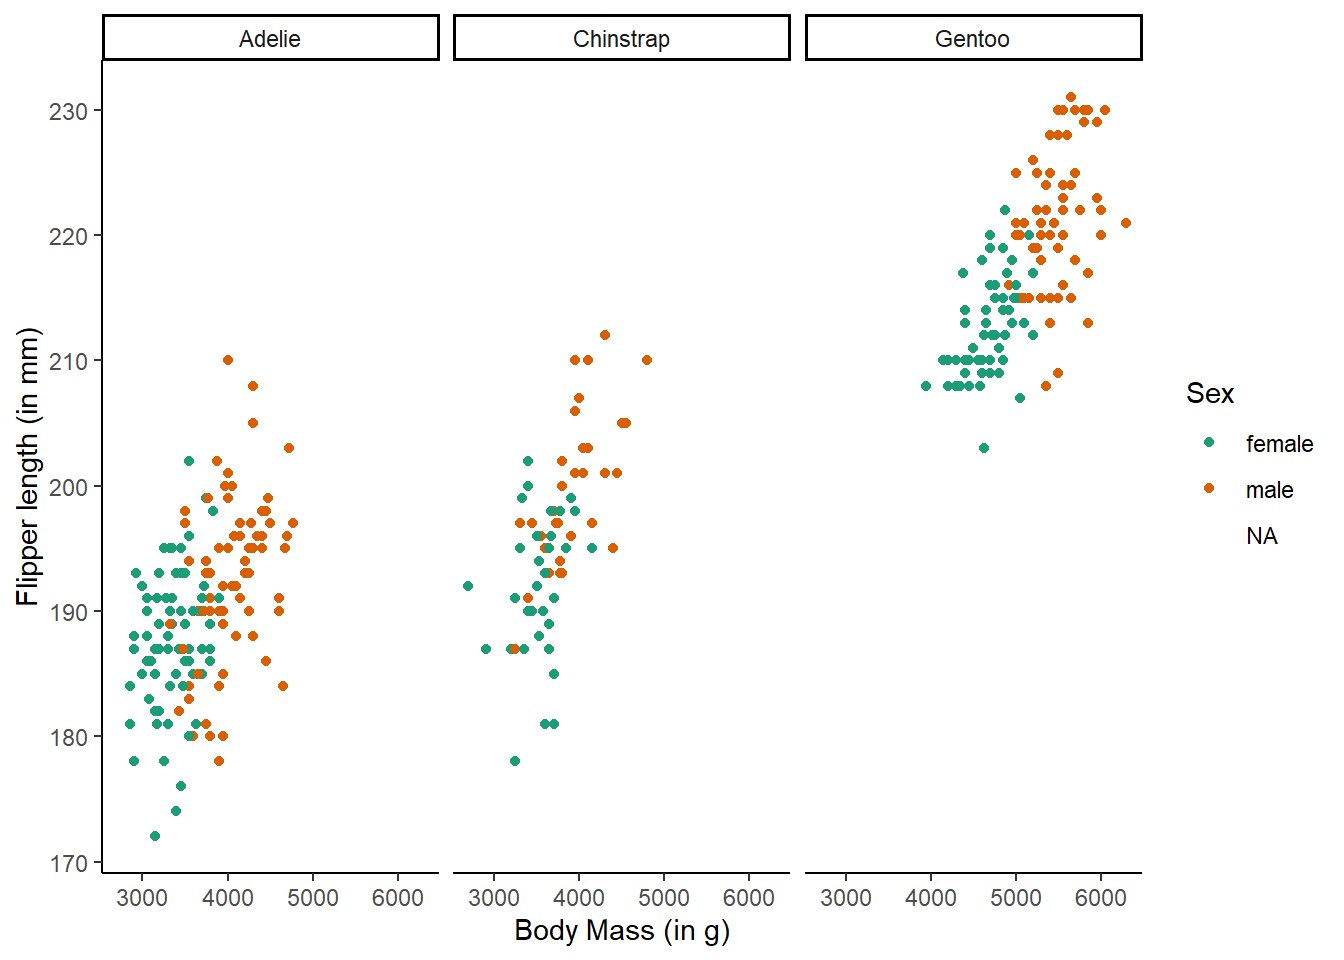 Adelie Chinstrap Gentoo
230
220
210
200
190
180
170
Flipper length (in mm)
3000 4000 5000 6000 3000 4000 5000 6000 3000 4000 5000 6000
Body Mass (in g)
Sex
female
male
NA